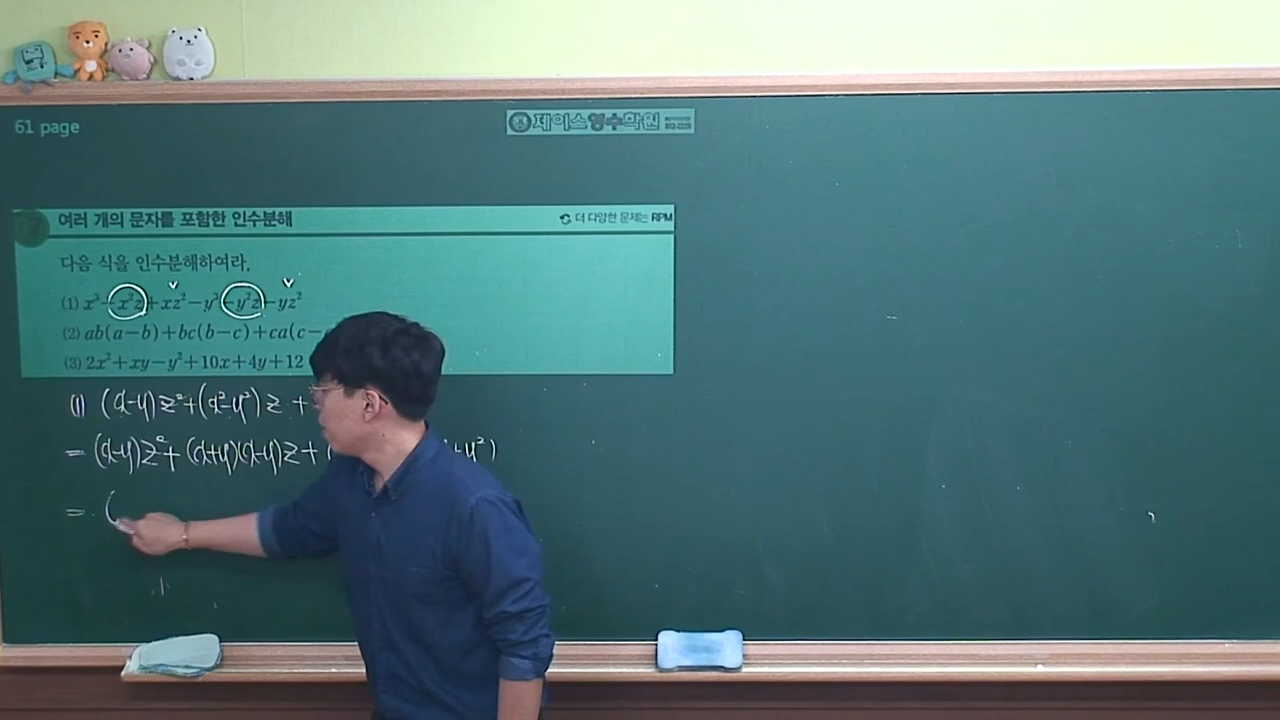 61 page
제이스영수학원
여러 개의 문자를 포함한 인수분해
더 다양한 문제는 RPM
다음 식을 인수분해하여라.
(1) x³+x²z+xz²−y³−y²z−yz²
(2) ab(a−b)+bc(b−c)+ca(c−
(3) 2x²+xy−y²+10x+4y+12
(1) (x-y)z²+(x²-y²)z +
= (x-y)z²+(x+y)(x-y)z+( +y²)
= (